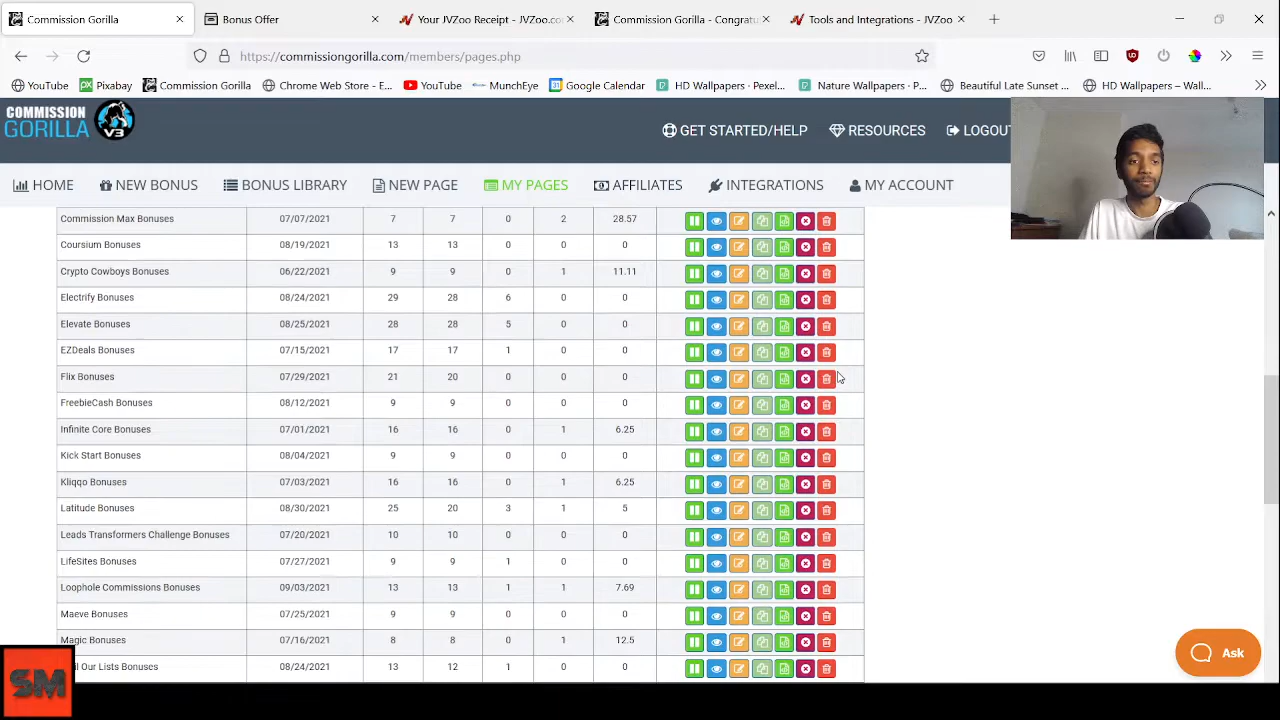 Commission Gorilla
Bonus Offer
Your JVZoo Receipt - JVZoo.co
Commission Gorilla - Congratu
Tools and Integrations - JVZoo
https://commissiongorilla.com/members/pages.php
YouTube
Pixabay
Commission Gorilla
Chrome Web Store - E...
YouTube
MunchEye
Google Calendar
HD Wallpapers - Pexel...
Nature Wallpapers · P...
Beautiful Late Sunset ...
HD Wallpapers – Wall...
COMMISSION
GORILLA
V3
GET STARTED/HELP
RESOURCES
LOGOU
HOME
NEW BONUS
BONUS LIBRARY
NEW PAGE
MY PAGES
AFFILIATES
INTEGRATIONS
MY ACCOUNT
Commission Max Bonuses 07/07/2021 7 7 0 2 28.57
Coursium Bonuses 08/19/2021 13 13 0 0 0
Crypto Cowboys Bonuses 06/22/2021 9 9 0 1 11.11
Electrify Bonuses 08/24/2021 29 28 6 0 0
Elevate Bonuses 08/25/2021 28 28 5 0 0
EZDeals Bonuses 07/15/2021 17 17 1 0 0
Flix Bonuses 07/29/2021 21 20 0 0 0
FreebieCash Bonuses 08/12/2021 9 9 0 0 0
Infinite Core Bonuses 07/01/2021 16 16 0 1 6.25
Kick Start Bonuses 08/04/2021 9 9 0 0 0
Kliqqo Bonuses 07/03/2021 16 16 0 1 6.25
Latitude Bonuses 08/30/2021 25 20 3 1 5
Leads Transformers Challenge Bonuses 07/20/2021 10 10 0 0 0
LifeSites Bonuses 07/27/2021 9 9 1 0 0
Loophole Commissions Bonuses 09/03/2021 13 13 1 1 7.69
Maeve Bonuses 07/25/2021 9 9 0 0 0
Magic Bonuses 07/16/2021 8 8 0 1 12.5
il Our Lists Bonuses 08/24/2021 13 12 1 0 0
Ask
SM